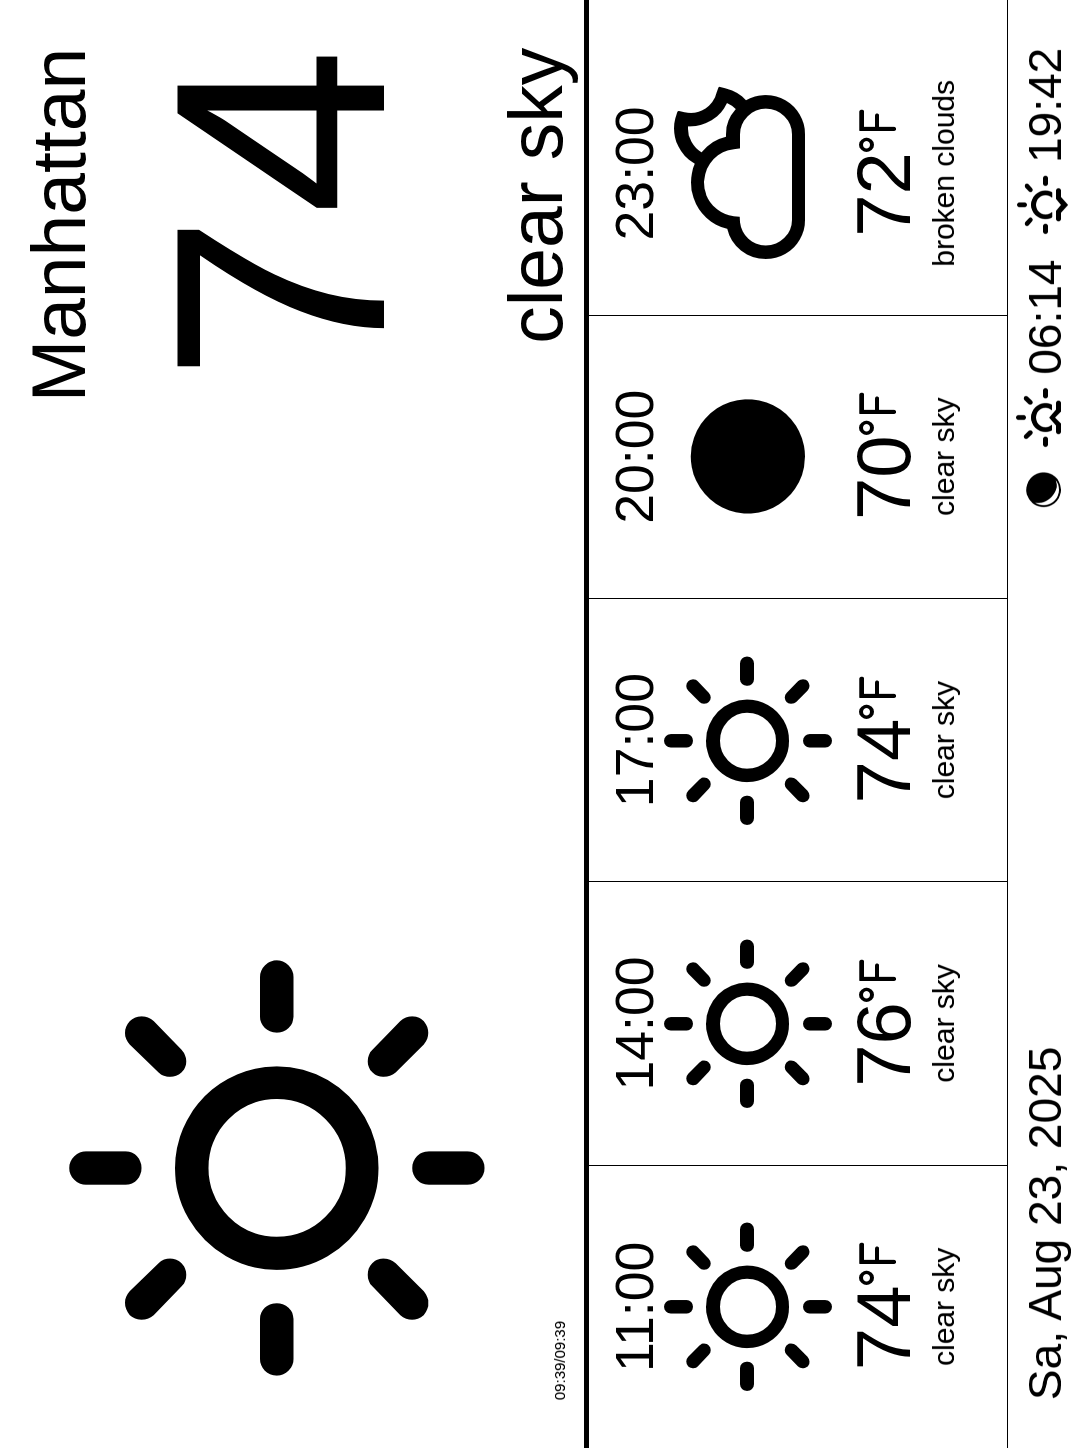 Manhattan
74
clear sky
09:39/09:39
11:00
74°F
clear sky
14:00
76°F
clear sky
17:00
74°F
clear sky
20:00
70°F
clear sky
23:00
72°F
broken clouds
Sa, Aug 23, 2025
06:14 19:42